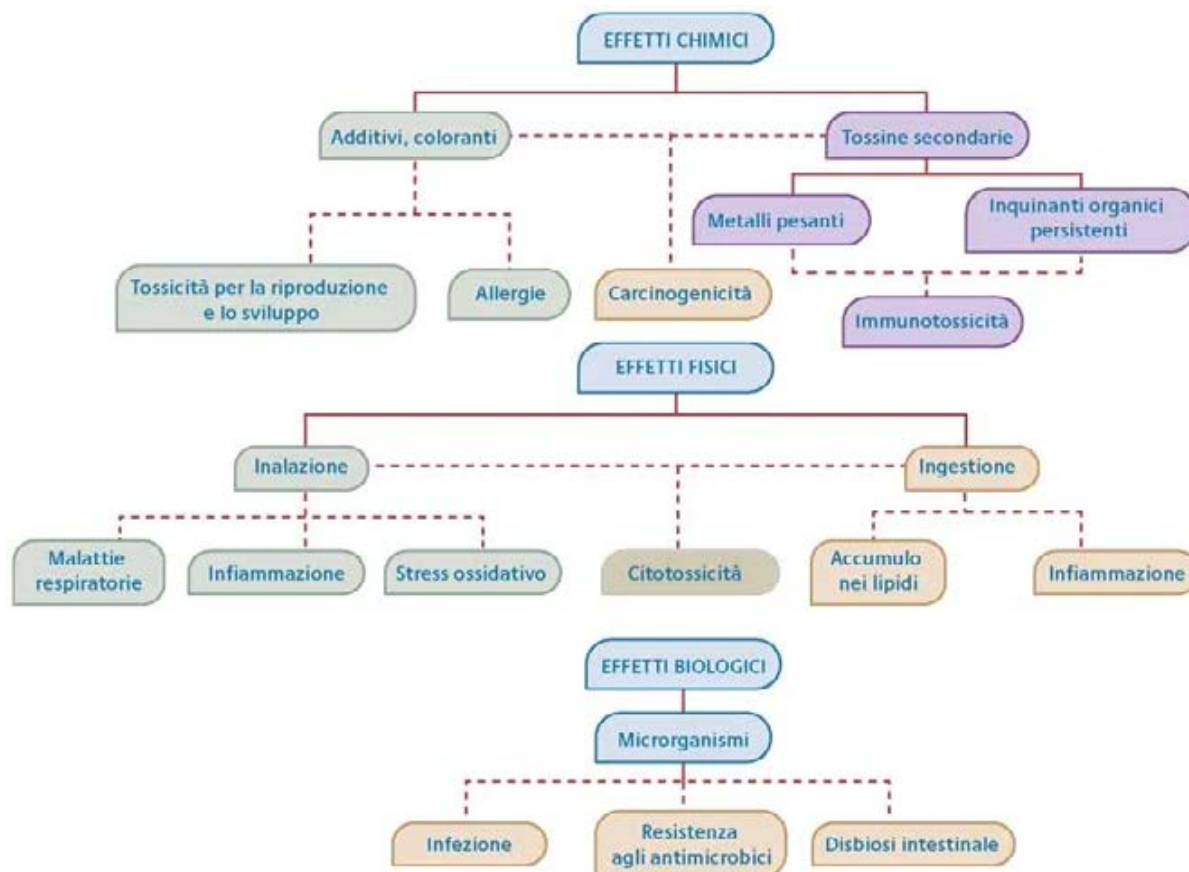 EFFETTI CHIMICI
Additivi, coloranti
Tossine secondarie
Metalli pesanti
Inquinanti organici
persistenti
Tossicità per la riproduzione
e lo sviluppo
Allergie
Carcinogenicità
Immunotossicità
EFFETTI FISICI
Inalazione
Ingestione
Malattie
respiratorie
Infiammazione
Stress ossidativo
Citotossicità
Accumulo
nei lipidi
Infiammazione
EFFETTI BIOLOGICI
Microrganismi
Infezione
Resistenza
agli antimicrobici
Disbiosi intestinale